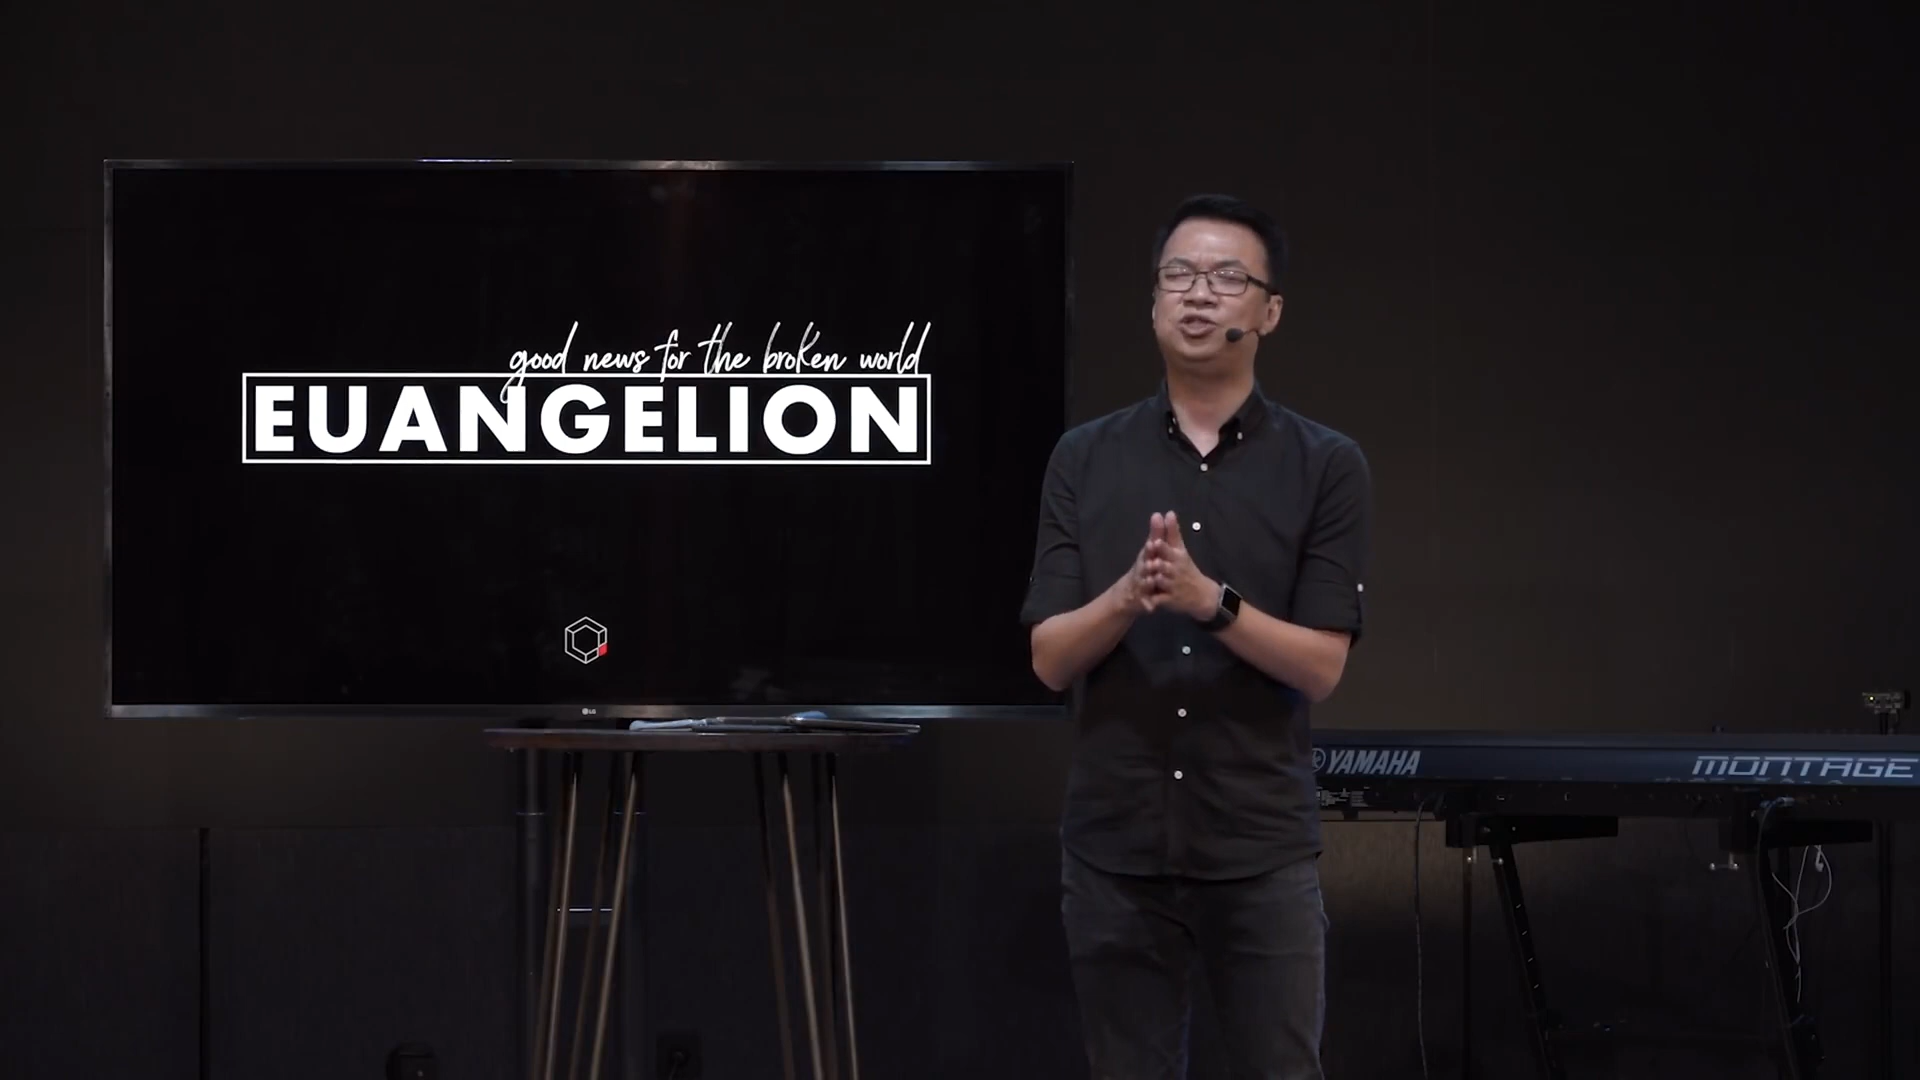 good news for the broken world
EUANGELION
LG
YAMAHA
MONTAGE